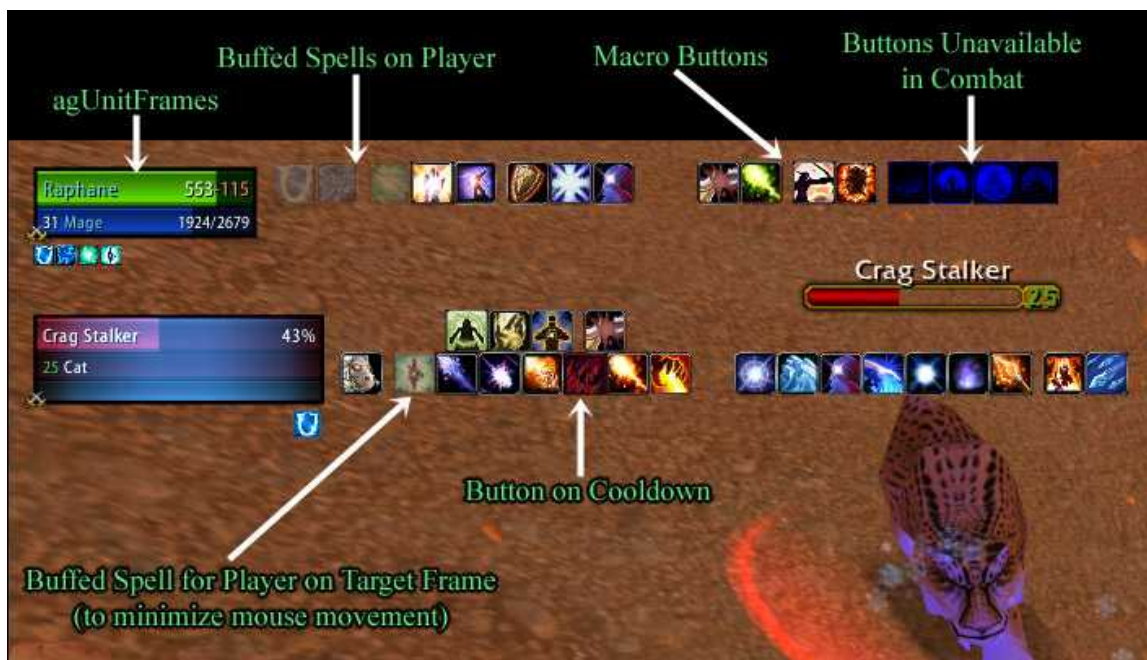 Buffed Spells on Player
Macro Buttons
Buttons Unavailable
in Combat
agUnitFrames
Raphane 553-115
31 Mage 1924/2679
Crag Stalker
25
Crag Stalker 43%
25 Cat
Button on Cooldown
Buffed Spell for Player on Target Frame
(to minimize mouse movement)